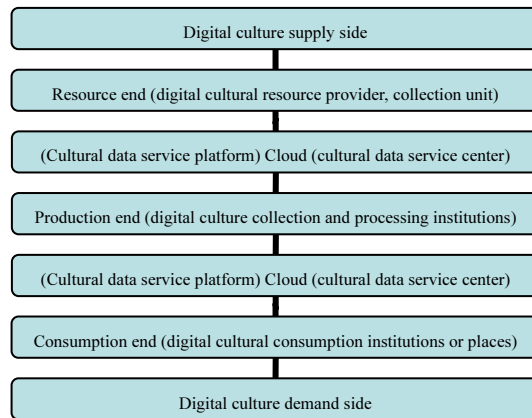 Digital culture supply side
Resource end (digital cultural resource provider, collection unit)
(Cultural data service platform) Cloud (cultural data service center)
Production end (digital culture collection and processing institutions)
(Cultural data service platform) Cloud (cultural data service center)
Consumption end (digital cultural consumption institutions or places)
Digital culture demand side